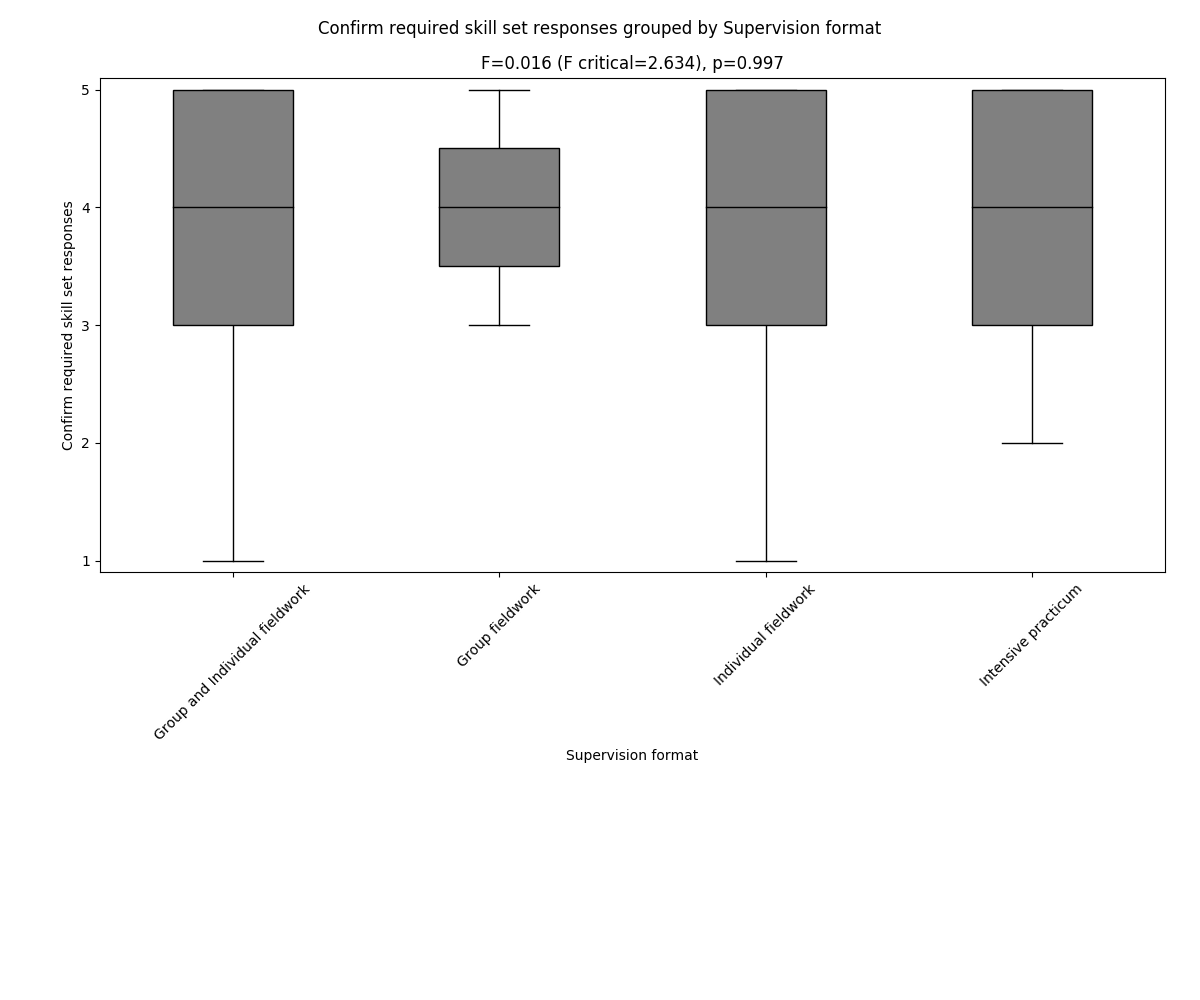 Confirm required skill set responses grouped by Supervision format
F=0.016 (F critical=2.634), p=0.997
Confirm required skill set responses
5
4
3
2
1
Group and Individual fieldwork
Group fieldwork
Individual fieldwork
Intensive practicum
Supervision format